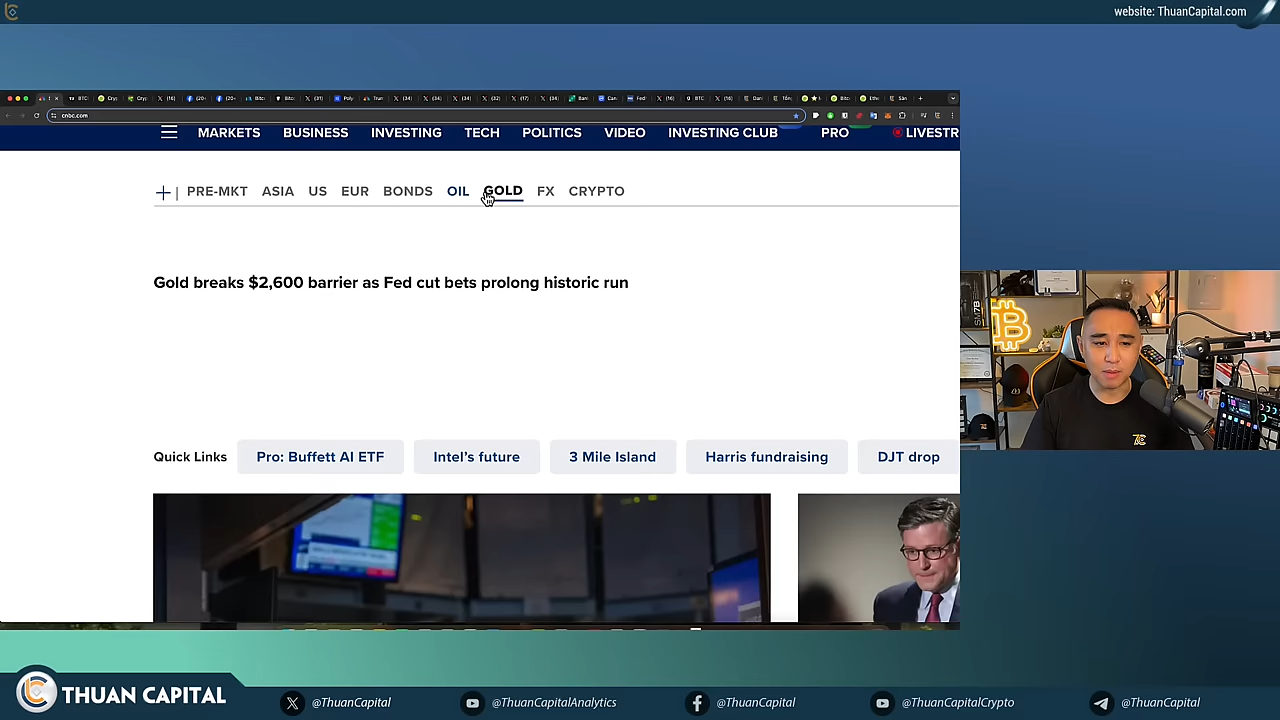 website: ThuanCapital.com
cnbc.com
MARKETS BUSINESS INVESTING TECH POLITICS VIDEO INVESTING CLUB PRO LIVESTR
PRE-MKT ASIA US EUR BONDS OIL GOLD FX CRYPTO
Gold breaks $2,600 barrier as Fed cut bets prolong historic run
Quick Links Pro: Buffett AI ETF Intel’s future 3 Mile Island Harris fundraising DJT drop
SM7B
THUAN CAPITAL @ThuanCapital @ThuanCapitalAnalytics @ThuanCapital @ThuanCapitalCrypto @ThuanCapital